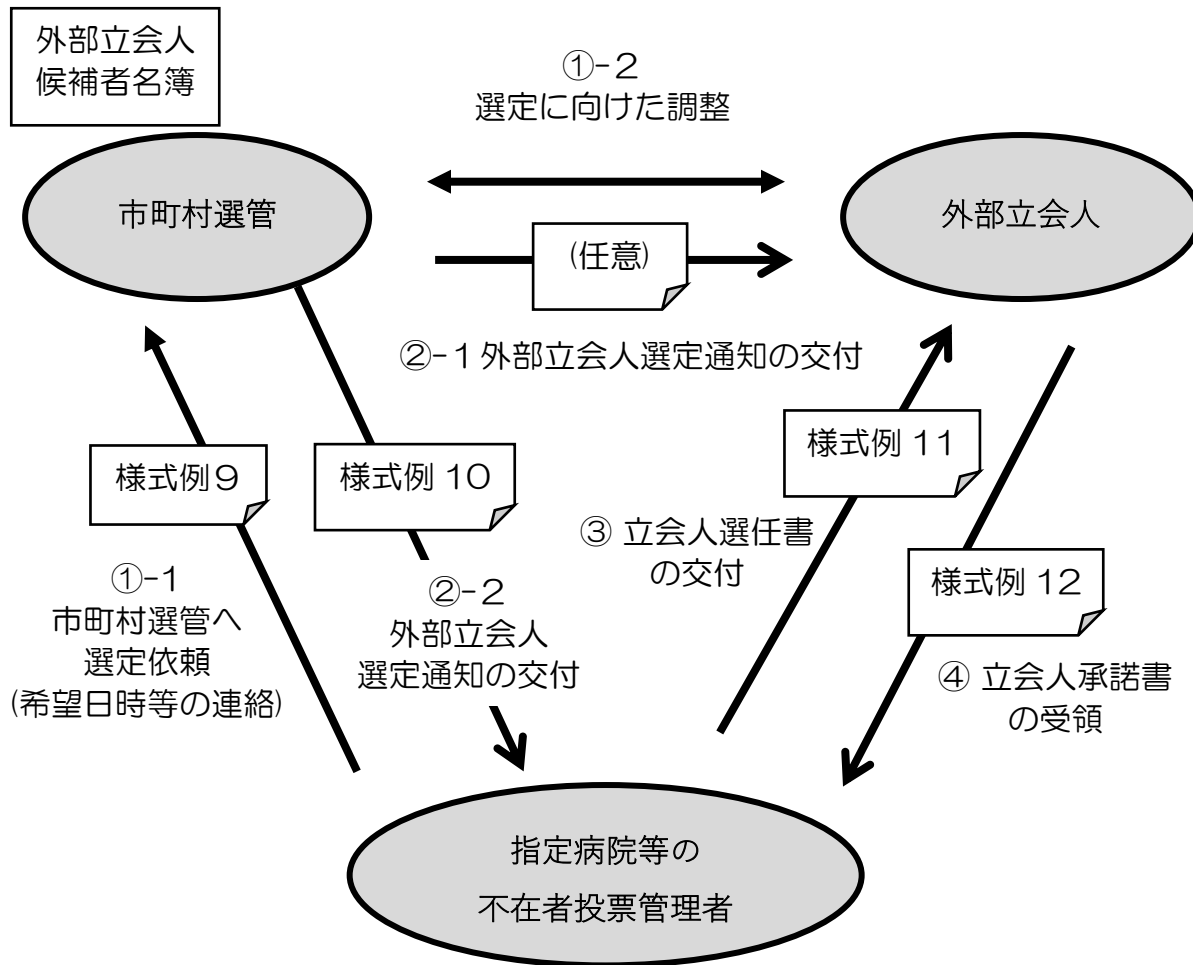 外部立会人
候補者名簿
①-2
選定に向けた調整
市町村選管
外部立会人
(任意)
②-1 外部立会人選定通知の交付
様式例９
様式例 10
様式例 11
③ 立会人選任書
の交付
様式例 12
①-1
市町村選管へ
選定依頼
(希望日時等の連絡)
②-2
外部立会人
選定通知の交付
④ 立会人承諾書
の受領
指定病院等の
不在者投票管理者